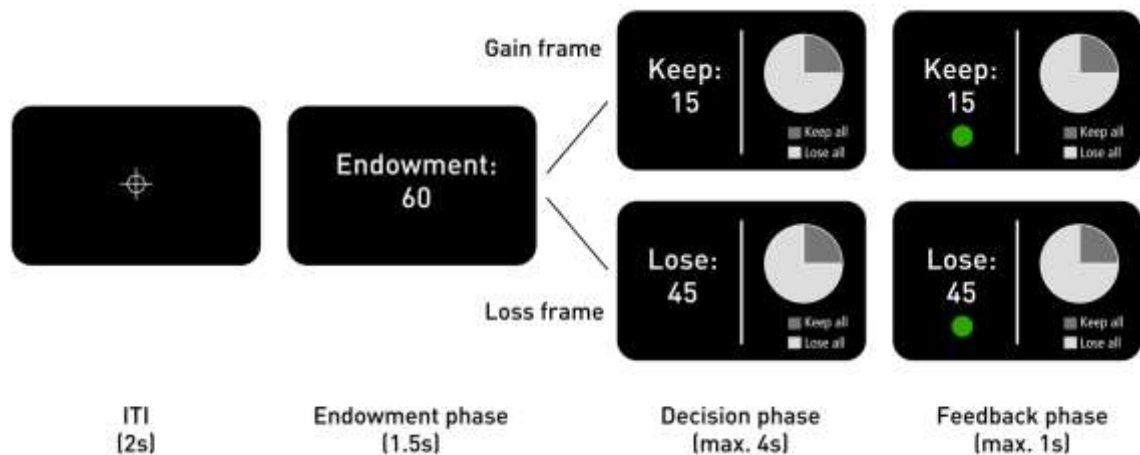 Gain frame
Keep:
15
Keep all
Lose all
Keep:
15
Keep all
Lose all
Endowment:
60
Lose:
45
Keep all
Lose all
Lose:
45
Keep all
Lose all
Loss frame
ITI
(2s)
Endowment phase
(1.5s)
Decision phase
(max. 4s)
Feedback phase
(max. 1s)